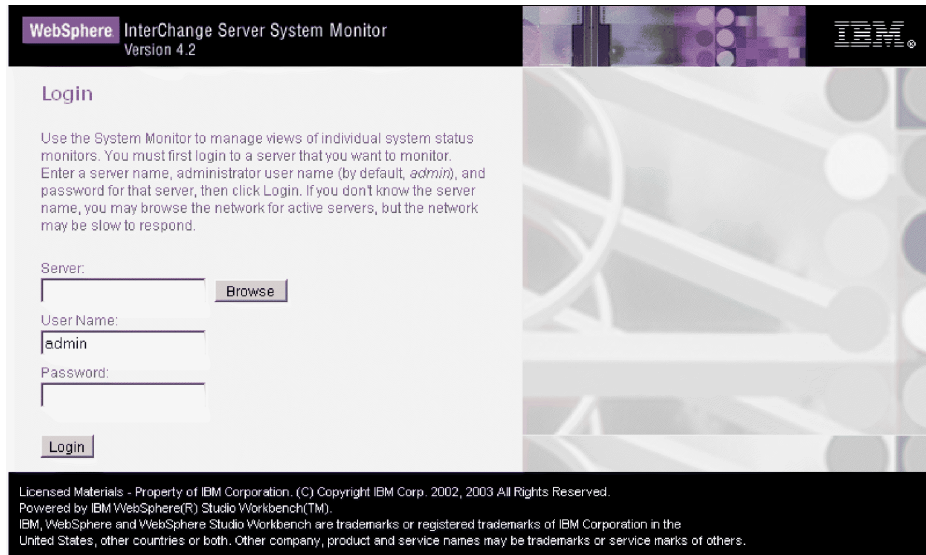 WebSphere InterChange Server System Monitor
Version 4.2
IBM®
Login
Use the System Monitor to manage views of individual system status
monitors. You must first login to a server that you want to monitor.
Enter a server name, administrator user name (by default, admin), and
password for that server, then click Login. If you don't know the server
name, you may browse the network for active servers, but the network
may be slow to respond.
Server:
Browse
User Name:
admin
Password:
Login
Licensed Materials - Property of IBM Corporation. (C) Copyright IBM Corp. 2002, 2003 All Rights Reserved.
Powered by IBM WebSphere(R) Studio Workbench(TM).
IBM, WebSphere and WebSphere Studio Workbench are trademarks or registered trademarks of IBM Corporation in the
United States, other countries or both. Other company, product and service names may be trademarks or service marks of others.